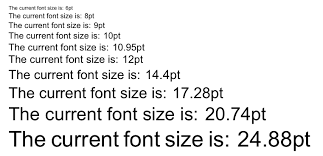 The current font size is: 6pt
The current font size is: 8pt
The current font size is: 9pt
The current font size is: 10pt
The current font size is: 10.95pt
The current font size is: 12pt
The current font size is: 14.4pt
The current font size is: 17.28pt
The current font size is: 20.74pt
The current font size is: 24.88pt